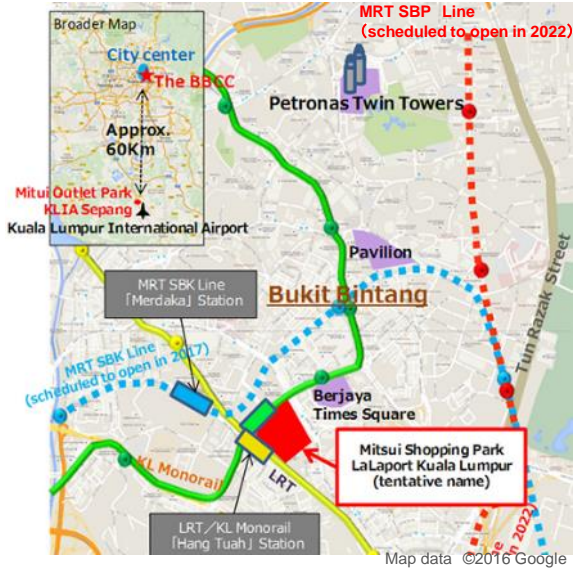 Broader Map
City center
The BBCC
Approx.
60Km
Mitui Outlet Park
KLIA Sepang
Kuala Lumpur International Airport
MRT SBP Line
(scheduled to open in 2022)
Petronas Twin Towers
Pavilion
Tun Razak Street
MRT SBK Line
「Merdaka」Station
Bukit Bintang
MRT SBK Line
(scheduled to open in 2017)
Berjaya
Times Square
Mitsui Shopping Park
LaLaport Kuala Lumpur
(tentative name)
KL Monorail
LRT
LRT／KL Monorail
「Hang Tuah」Station
ne
n 2022)
Map data ©2016 Google